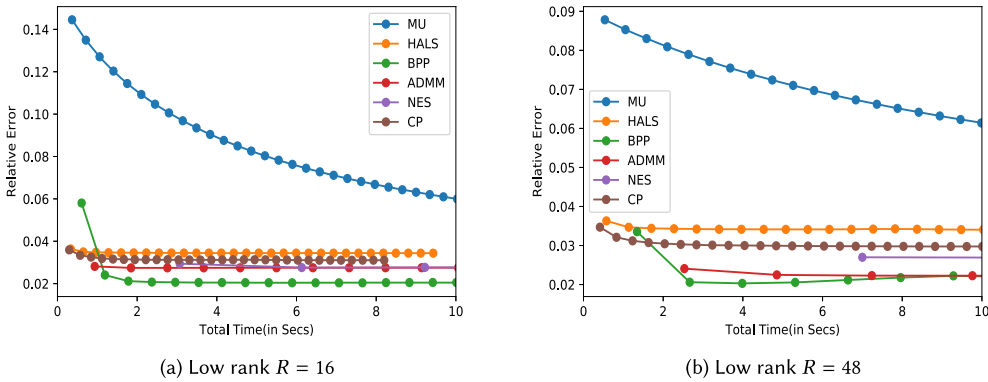 0.14
0.12
0.10
0.08
0.06
0.04
0.02
Relative Error
0 2 4 6 8 10
Total Time(in Secs)
MU
HALS
BPP
ADMM
NES
CP
(a) Low rank R = 16
0.09
0.08
0.07
0.06
0.05
0.04
0.03
0.02
Relative Error
0 2 4 6 8 10
Total Time(in Secs)
MU
HALS
BPP
ADMM
NES
CP
(b) Low rank R = 48